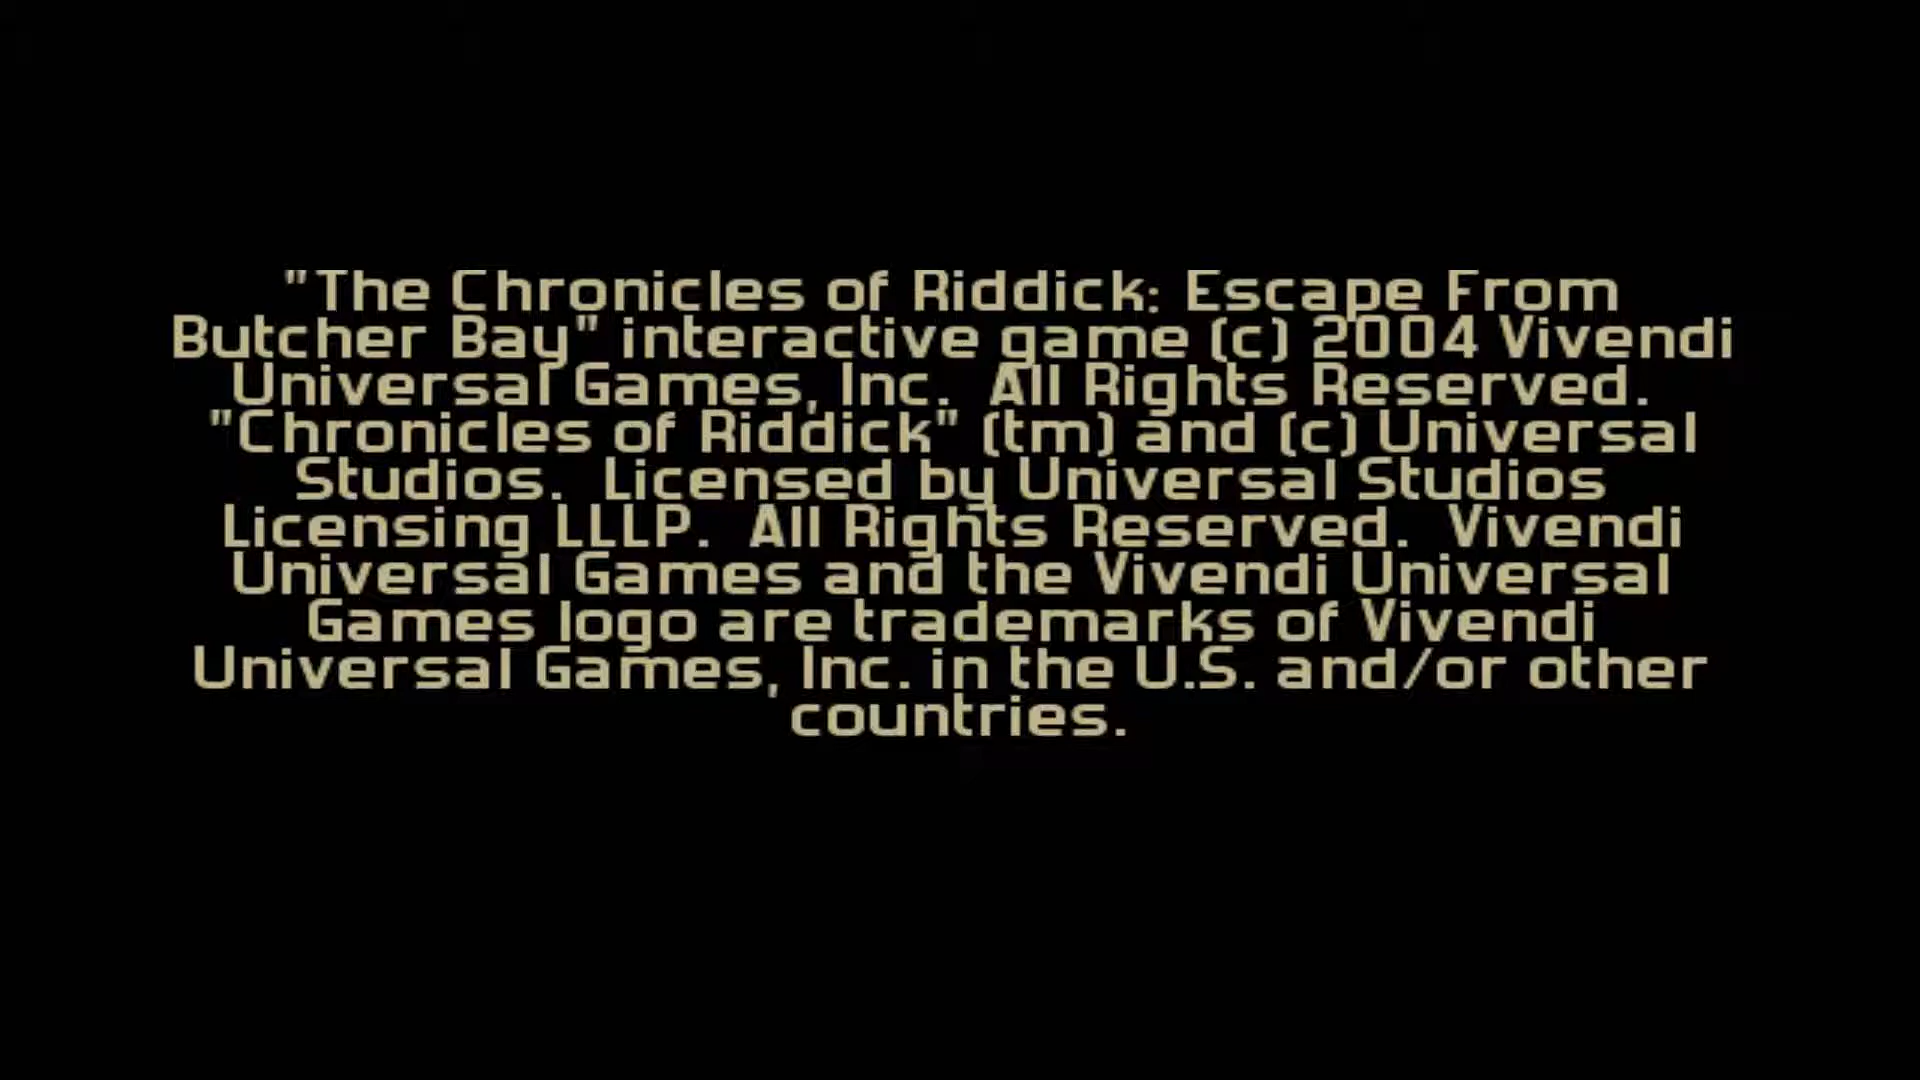 "The Chronicles of Riddick: Escape From
Butcher Bay" interactive game (c) 2004 Vivendi
Universal Games, Inc.  All Rights Reserved.
"Chronicles of Riddick" (tm) and (c) Universal
Studios.  Licensed by Universal Studios
Licensing LLLP.  All Rights Reserved.  Vivendi
Universal Games and the Vivendi Universal
Games logo are trademarks of Vivendi
Universal Games, Inc. in the U.S. and/or other
countries.